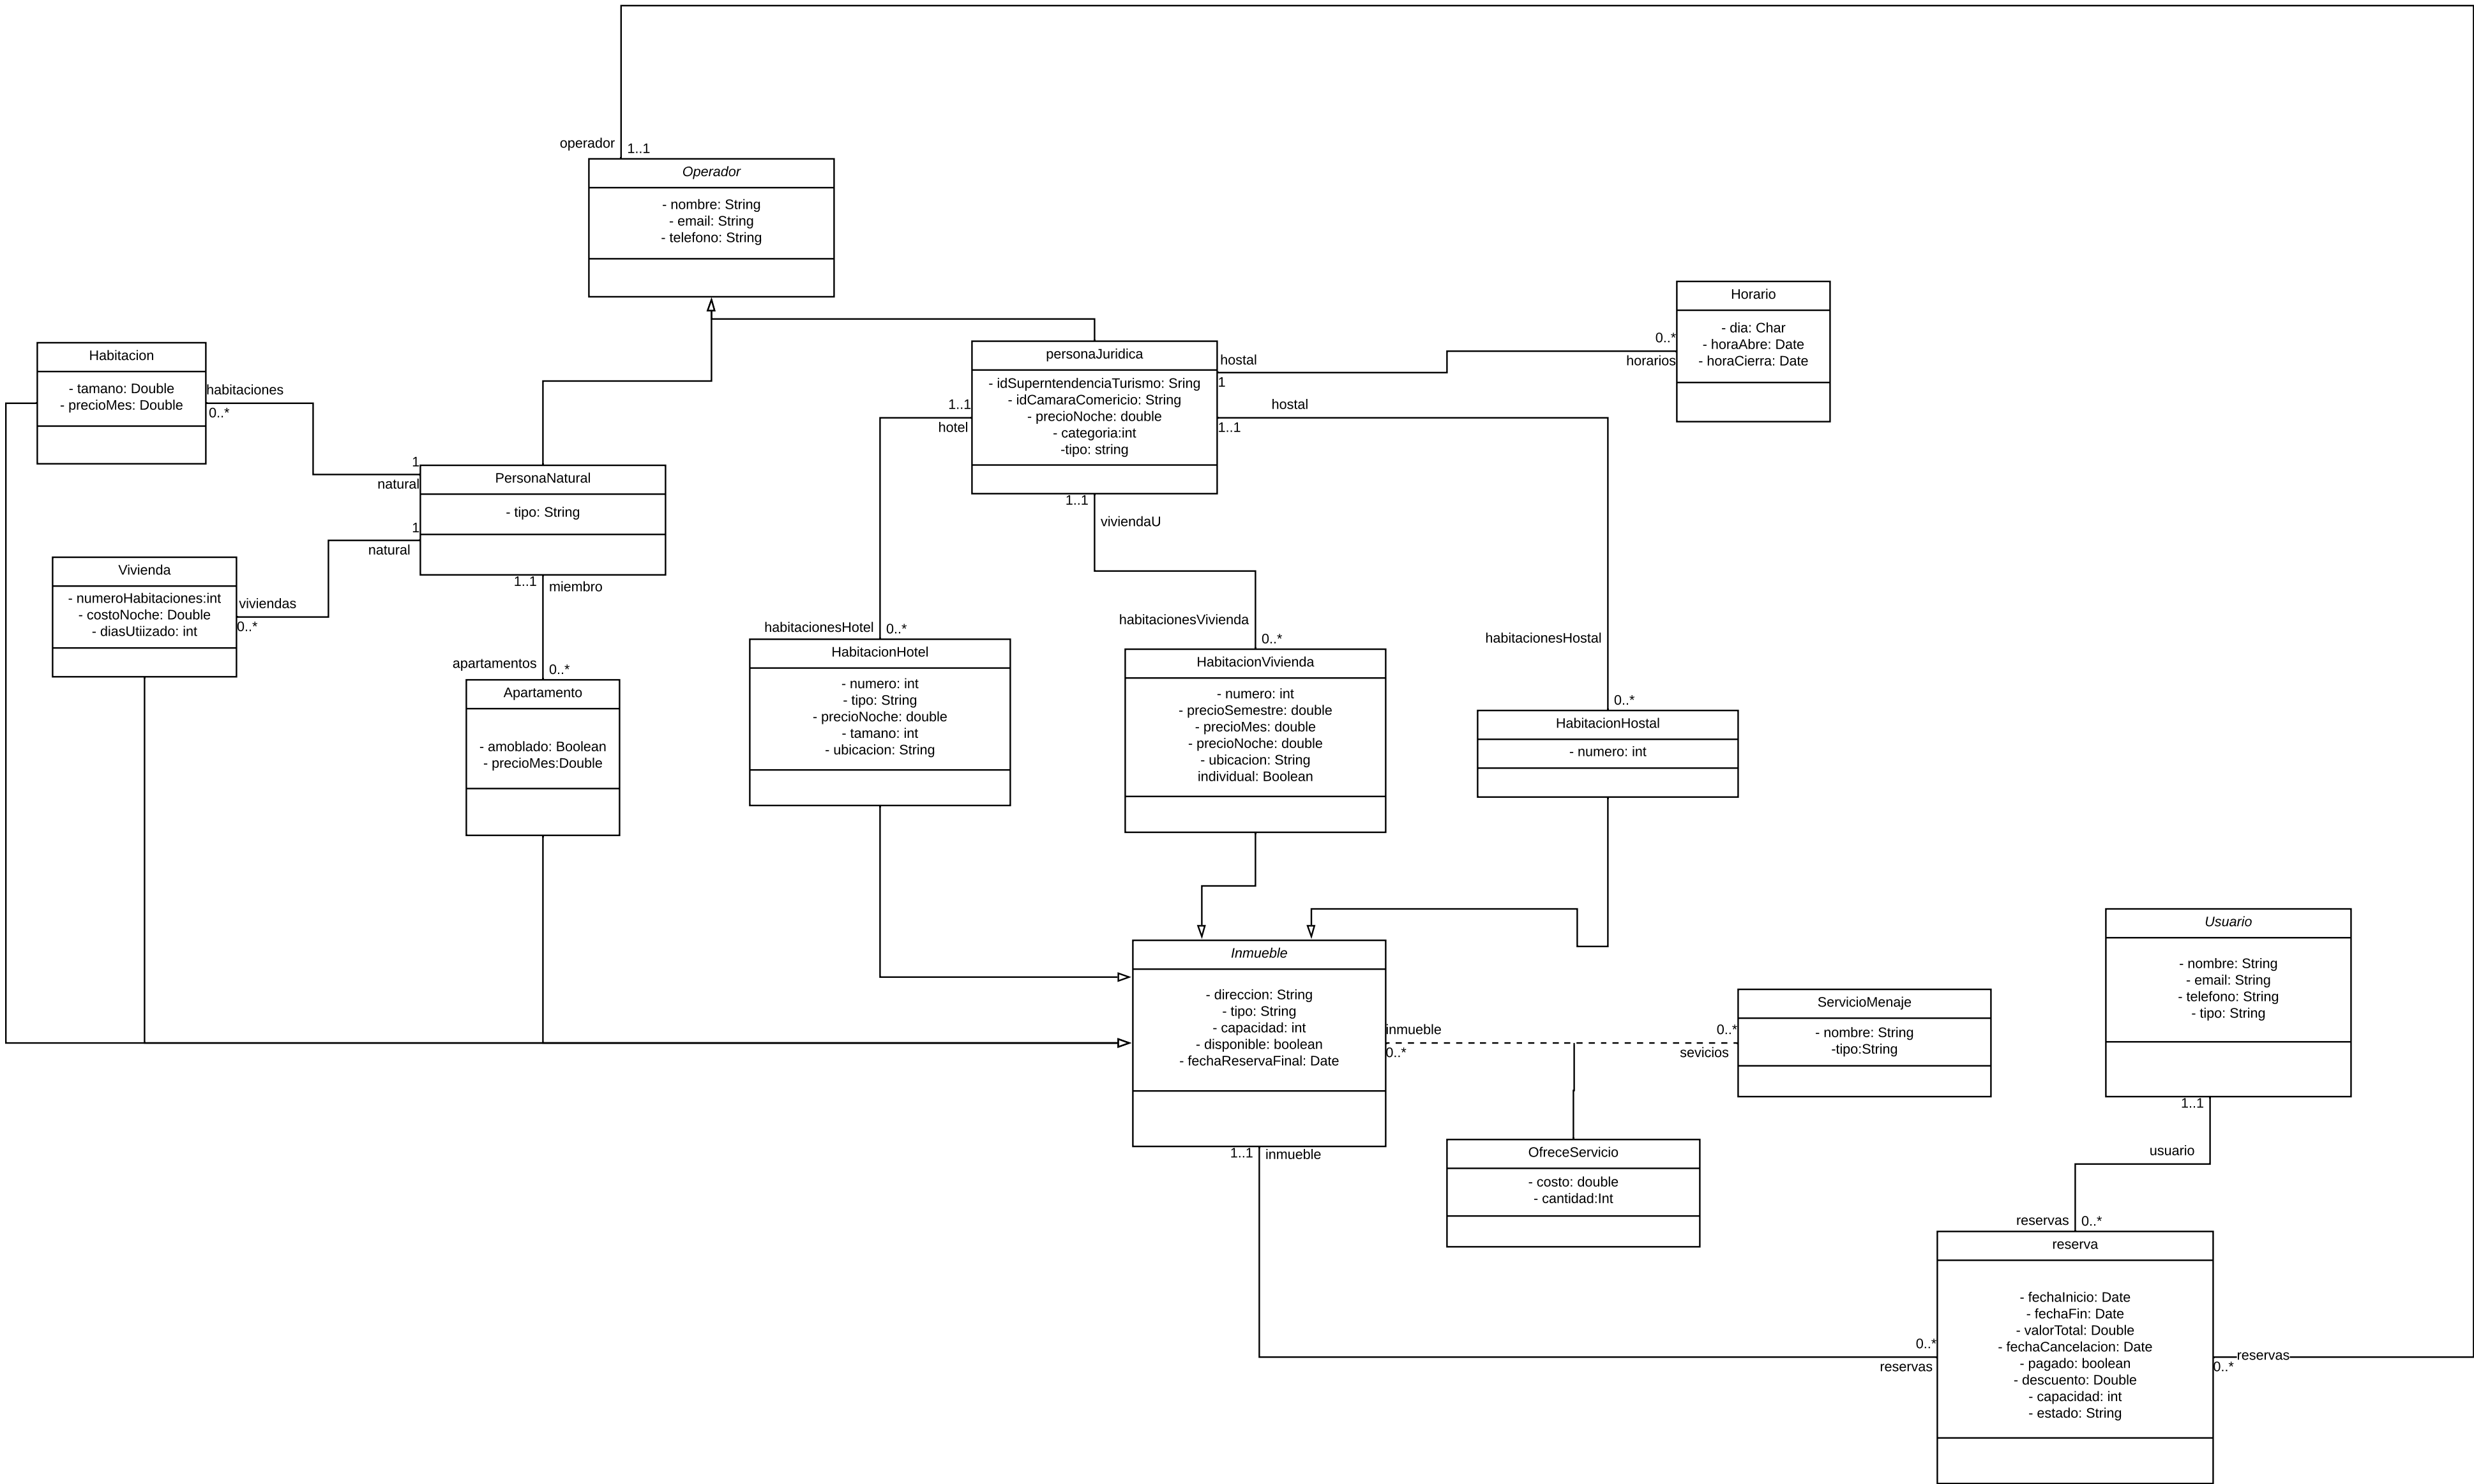 operador
1..1
Operador
- nombre: String
- email: String
- telefono: String
Horario
- dia: Char
- horaAbre: Date
- horaCierra: Date
0..*
horarios
personaJuridica
- idSuperntendenciaTurismo: Sring
- idCamaraComericio: String
- precioNoche: double
- categoria:int
-tipo: string
hostal
1
hostal
1..1
1..1
hotel
1..1
viviendaU
Habitacion
- tamano: Double
- precioMes: Double
habitaciones
0..*
1
natural
PersonaNatural
- tipo: String
1
natural
1..1
miembro
Vivienda
- numeroHabitaciones:int
- costoNoche: Double
- diasUtiizado: int
viviendas
0..*
apartamentos
0..*
Apartamento
- amoblado: Boolean
- precioMes:Double
habitacionesHotel
0..*
HabitacionHotel
- numero: int
- tipo: String
- precioNoche: double
- tamano: int
- ubicacion: String
habitacionesVivienda
0..*
HabitacionVivienda
- numero: int
- precioSemestre: double
- precioMes: double
- precioNoche: double
- ubicacion: String
individual: Boolean
habitacionesHostal
0..*
HabitacionHostal
- numero: int
Inmueble
- direccion: String
- tipo: String
- capacidad: int
- disponible: boolean
- fechaReservaFinal: Date
inmueble
0..*
0..*
sevicios
ServicioMenaje
- nombre: String
-tipo:String
Usuario
- nombre: String
- email: String
- telefono: String
- tipo: String
1..1
usuario
1..1
inmueble
OfreceServicio
- costo: double
- cantidad:Int
reservas
0..*
reserva
- fechaInicio: Date
- fechaFin: Date
- valorTotal: Double
- fechaCancelacion: Date
- pagado: boolean
- descuento: Double
- capacidad: int
- estado: String
0..*
reservas
reservas
0..*